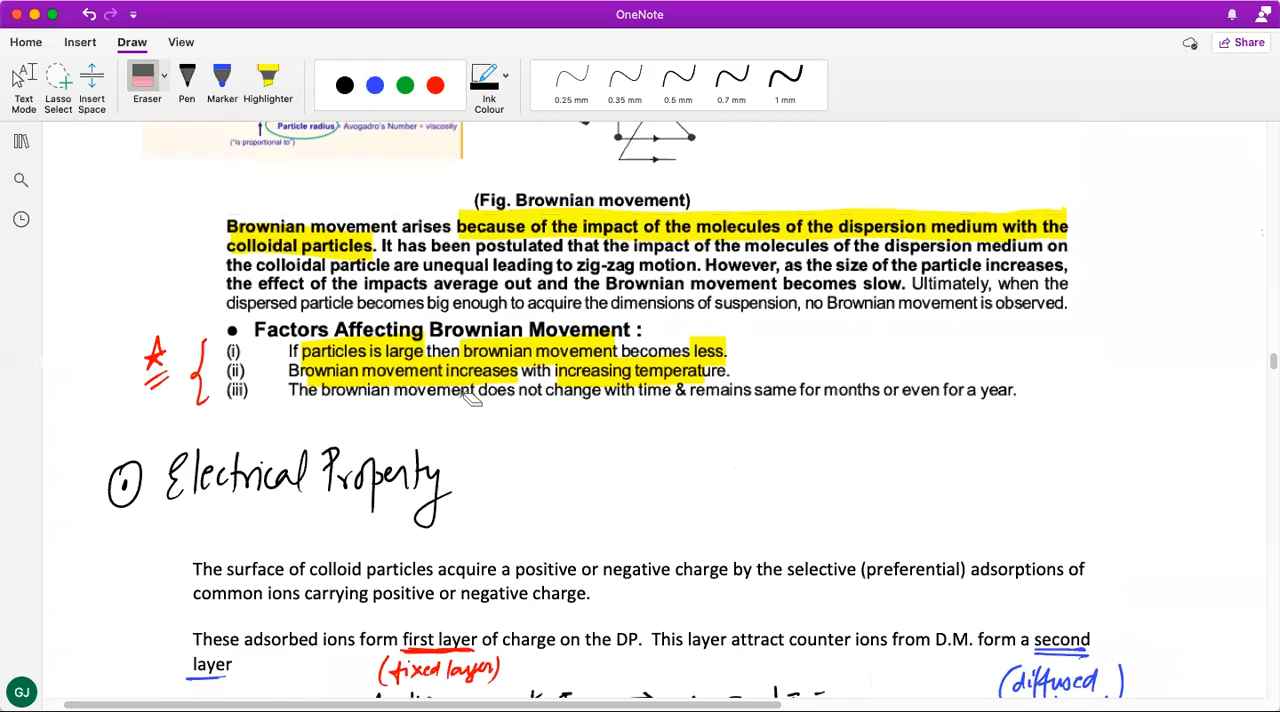 OneNote
Home Insert Draw View
Share
Text Mode
Lasso Select
Insert Space
Eraser
Pen
Marker
Highlighter
Ink Colour
0.25 mm
0.35 mm
0.5 mm
0.7 mm
1 mm
Particle radius × Avogadro's Number × viscosity
("is proportional to")
(Fig. Brownian movement)
Brownian movement arises because of the impact of the molecules of the dispersion medium with the
colloidal particles. It has been postulated that the impact of the molecules of the dispersion medium on
the colloidal particle are unequal leading to zig-zag motion. However, as the size of the particle increases,
the effect of the impacts average out and the Brownian movement becomes slow. Ultimately, when the
dispersed particle becomes big enough to acquire the dimensions of suspension, no Brownian movement is observed.
● Factors Affecting Brownian Movement :
(i) If particles is large then brownian movement becomes less.
(ii) Brownian movement increases with increasing temperature.
(iii) The brownian movement does not change with time & remains same for months or even for a year.
Electrical Property
The surface of colloid particles acquire a positive or negative charge by the selective (preferential) adsorptions of
common ions carrying positive or negative charge.
These adsorbed ions form first layer of charge on the DP. This layer attract counter ions from D.M. form a second
layer
(fixed layer)
(diffused
)
GJ